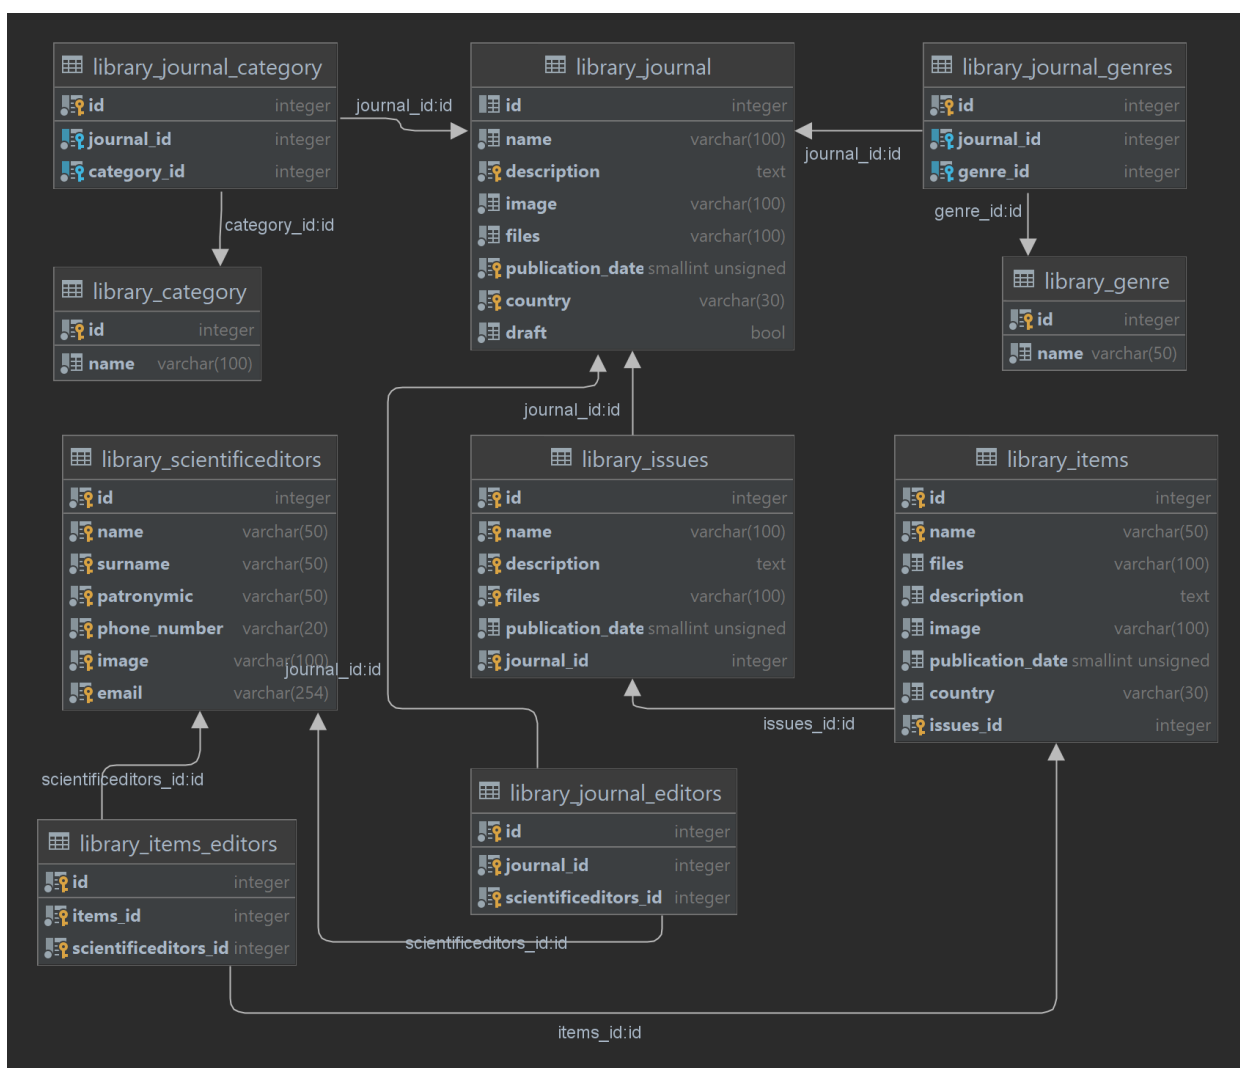 library_journal_category
id integer
journal_id integer
category_id integer
journal_id:id
library_journal
id integer
name varchar(100)
description text
image varchar(100)
files varchar(100)
publication_date smallint unsigned
country varchar(30)
draft bool
journal_id:id
library_journal_genres
id integer
journal_id integer
genre_id integer
category_id:id
genre_id:id
library_category
id integer
name varchar(100)
library_genre
id integer
name varchar(50)
journal_id:id
library_scientificeditors
id integer
name varchar(50)
surname varchar(50)
patronymic varchar(50)
phone_number varchar(20)
image varchar(100)
email varchar(254)
journal_id:id
library_issues
id integer
name varchar(100)
description text
files varchar(100)
publication_date smallint unsigned
journal_id integer
library_items
id integer
name varchar(50)
files varchar(100)
description text
image varchar(100)
publication_date smallint unsigned
country varchar(30)
issues_id integer
issues_id:id
scientificeditors_id:id
library_journal_editors
id integer
journal_id integer
scientificeditors_id integer
library_items_editors
id integer
items_id integer
scientificeditors_id integer
scientificeditors_id:id
items_id:id